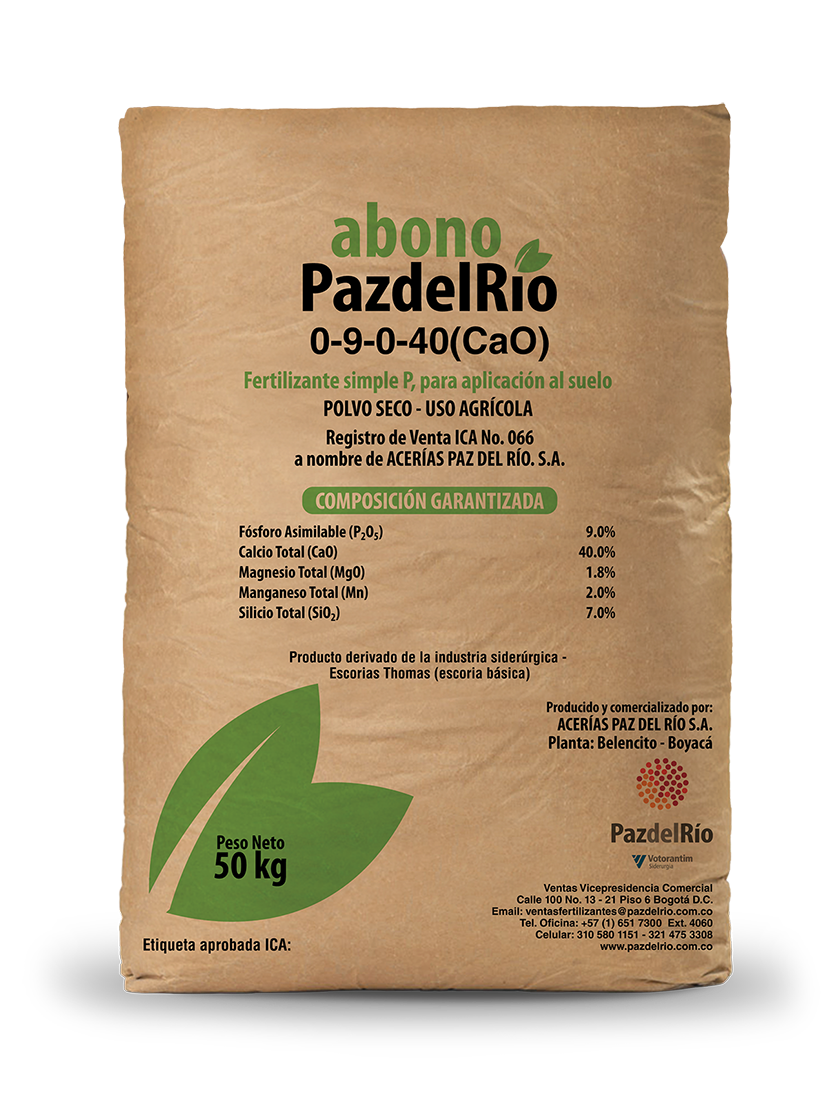 abono
PazdelRío
0-9-0-40(CaO)
Fertilizante simple P, para aplicación al suelo
POLVO SECO - USO AGRÍCOLA
Registro de Venta ICA No. 066
a nombre de ACERÍAS PAZ DEL RÍO. S.A.
COMPOSICIÓN GARANTIZADA
Fósforo Asimilable (P₂O₅) 9.0%
Calcio Total (CaO) 40.0%
Magnesio Total (MgO) 1.8%
Manganeso Total (Mn) 2.0%
Silicio Total (SiO₂) 7.0%
Producto derivado de la industria siderúrgica -
Escorias Thomas (escoria básica)
Producido y comercializado por:
ACERÍAS PAZ DEL RÍO S.A.
Planta: Belencito - Boyacá
PazdelRío
Votorantim
Siderurgia
Peso Neto
50 kg
Ventas Vicepresidencia Comercial
Calle 100 No. 13 - 21 Piso 6 Bogotá D.C.
Email: ventasfertilizantes@pazdelrio.com.co
Tel. Oficina: +57 (1) 651 7300 Ext. 4060
Celular: 310 580 1151 - 321 475 3308
www.pazdelrio.com.co
Etiqueta aprobada ICA: